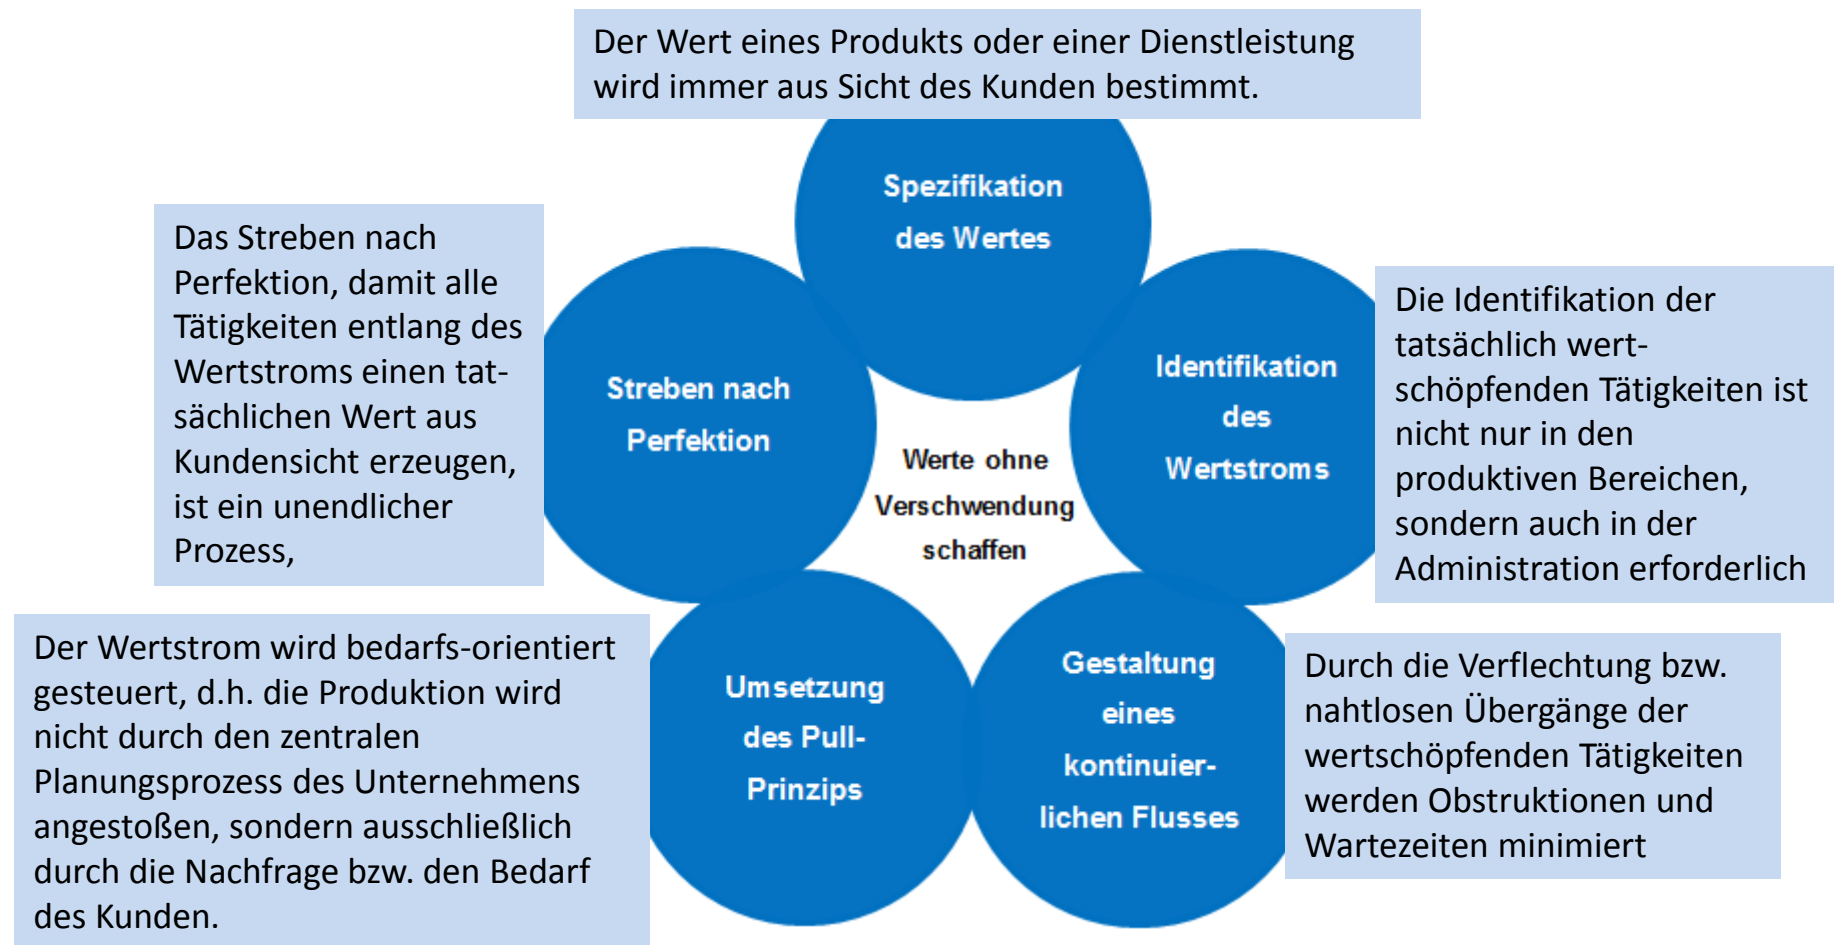 Der Wert eines Produkts oder einer Dienstleistung
wird immer aus Sicht des Kunden bestimmt.
Spezifikation
des Wertes
Das Streben nach
Perfektion, damit alle
Tätigkeiten entlang des
Wertstroms einen tat-
sächlichen Wert aus
Kundensicht erzeugen,
ist ein unendlicher
Prozess,
Streben nach
Perfektion
Werte ohne
Verschwendung
schaffen
Identifikation
des
Wertstroms
Die Identifikation der
tatsächlich wert-
schöpfenden Tätigkeiten ist
nicht nur in den
produktiven Bereichen,
sondern auch in der
Administration erforderlich
Der Wertstrom wird bedarfs-orientiert
gesteuert, d.h. die Produktion wird
nicht durch den zentralen
Planungsprozess des Unternehmens
angestoßen, sondern ausschließlich
durch die Nachfrage bzw. den Bedarf
des Kunden.
Umsetzung
des Pull-
Prinzips
Gestaltung
eines
kontinuier-
lichen Flusses
Durch die Verflechtung bzw.
nahtlosen Übergänge der
wertschöpfenden Tätigkeiten
werden Obstruktionen und
Wartezeiten minimiert